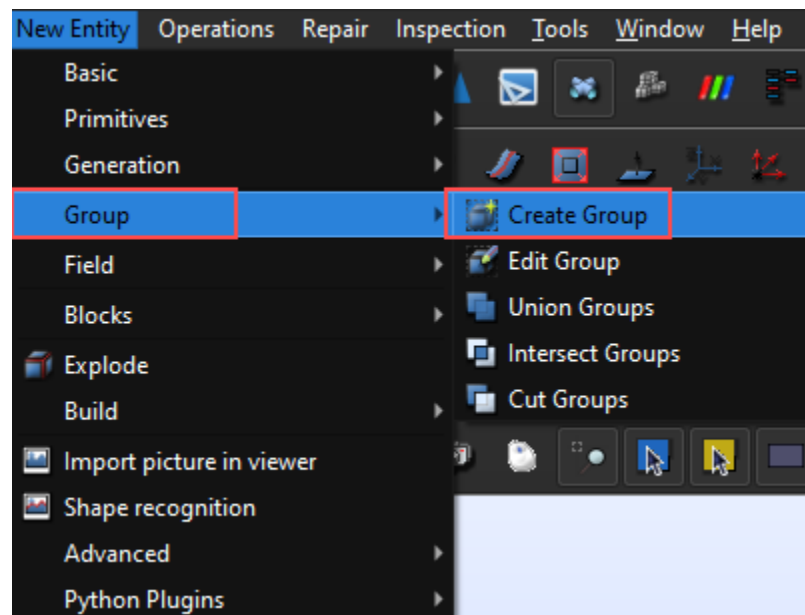 New Entity Operations Repair Inspection Tools Window Help
Basic
Primitives
Generation
Group
Create Group
Field
Edit Group
Blocks
Union Groups
Explode
Intersect Groups
Build
Cut Groups
Import picture in viewer
Shape recognition
Advanced
Python Plugins